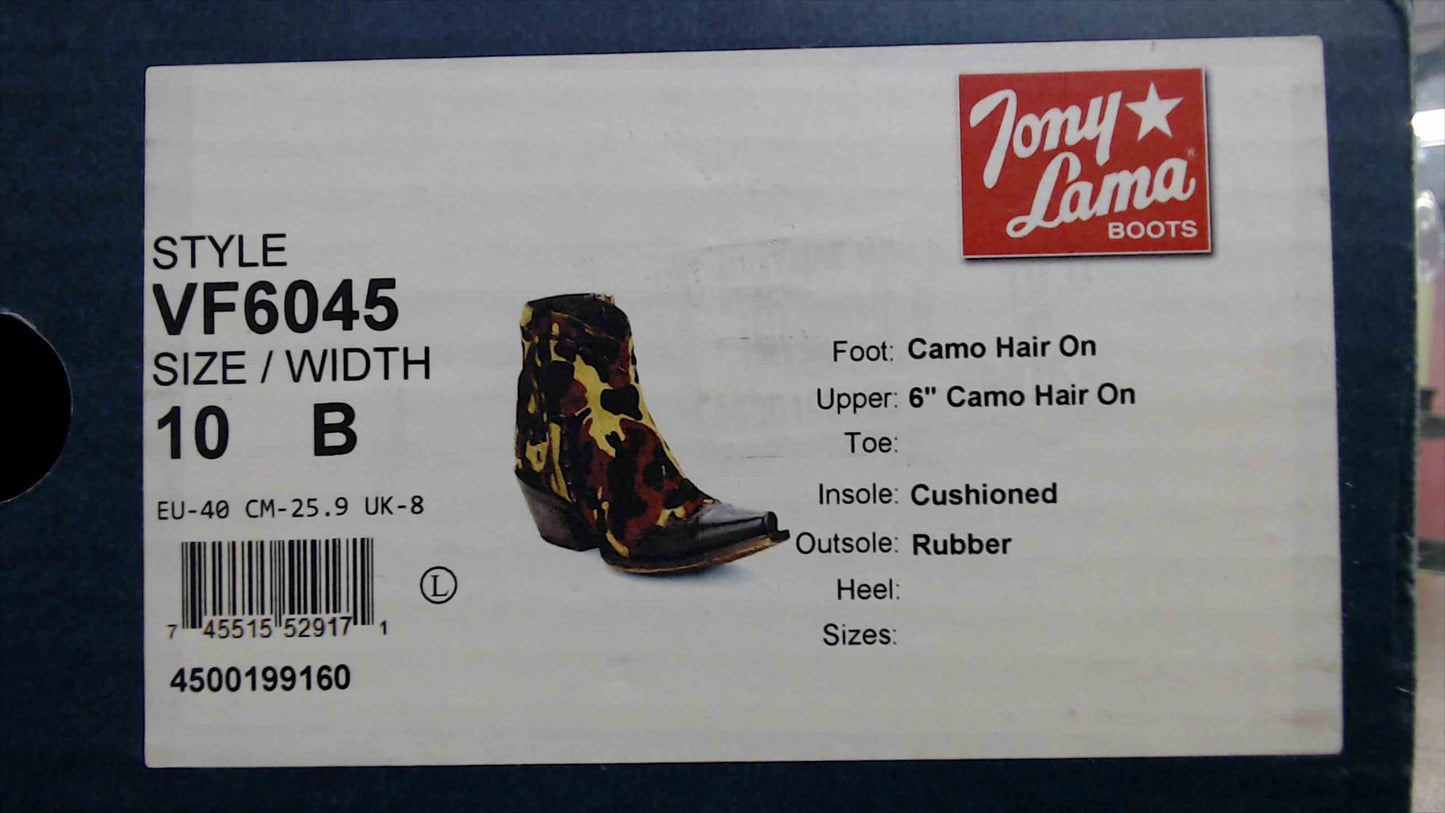 Tony Lama®
BOOTS
STYLE
VF6045
SIZE / WIDTH
10 B
EU-40 CM-25.9 UK-8
L
7 45515 52917 1
4500199160
Foot: Camo Hair On
Upper: 6" Camo Hair On
Toe:
Insole: Cushioned
Outsole: Rubber
Heel:
Sizes: